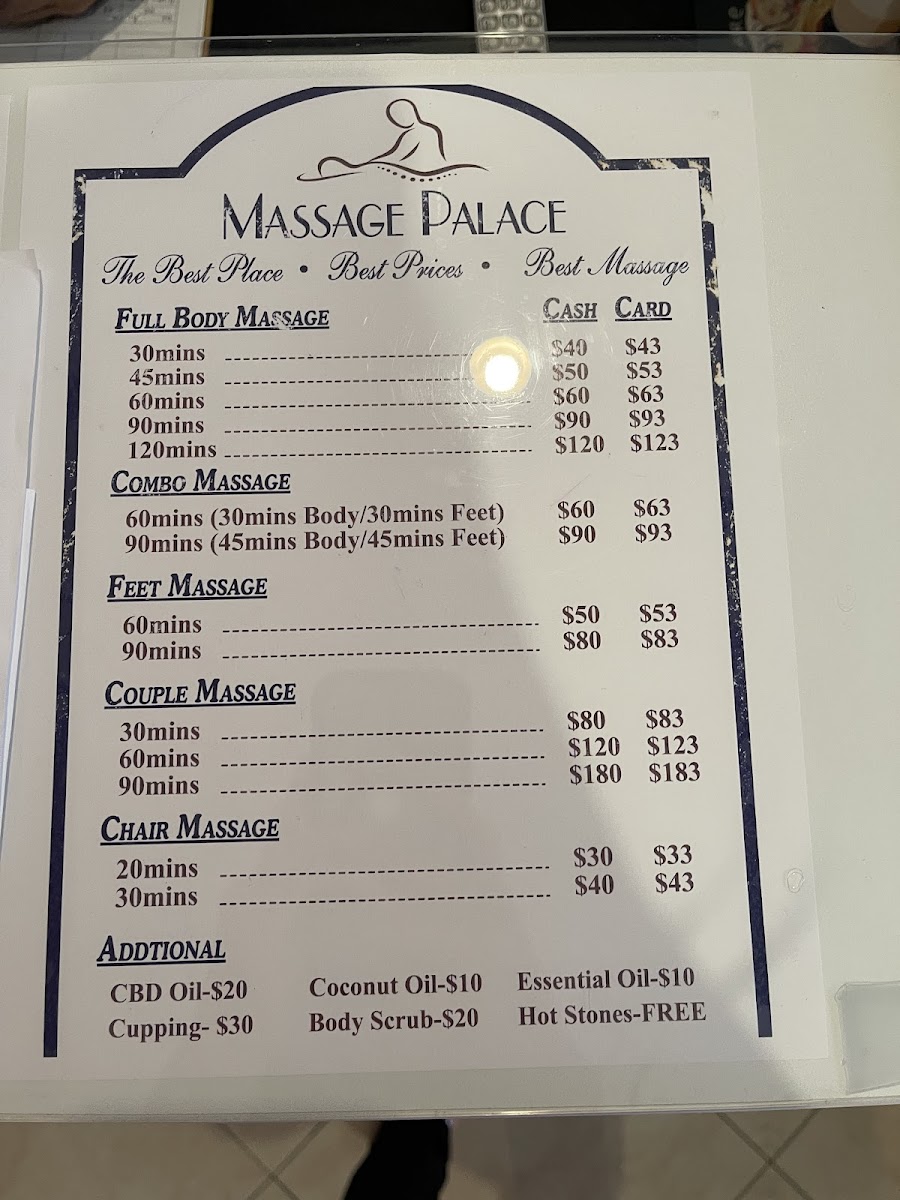 MASSAGE PALACE
The Best Place • Best Prices • Best Massage
FULL BODY MASSAGE CASH CARD
30mins $40 $43
45mins $50 $53
60mins $60 $63
90mins $90 $93
120mins $120 $123
COMBO MASSAGE
60mins (30mins Body/30mins Feet) $60 $63
90mins (45mins Body/45mins Feet) $90 $93
FEET MASSAGE
60mins $50 $53
90mins $80 $83
COUPLE MASSAGE
30mins $80 $83
60mins $120 $123
90mins $180 $183
CHAIR MASSAGE
20mins $30 $33
30mins $40 $43
ADDTIONAL
CBD Oil-$20 Coconut Oil-$10 Essential Oil-$10
Cupping- $30 Body Scrub-$20 Hot Stones-FREE